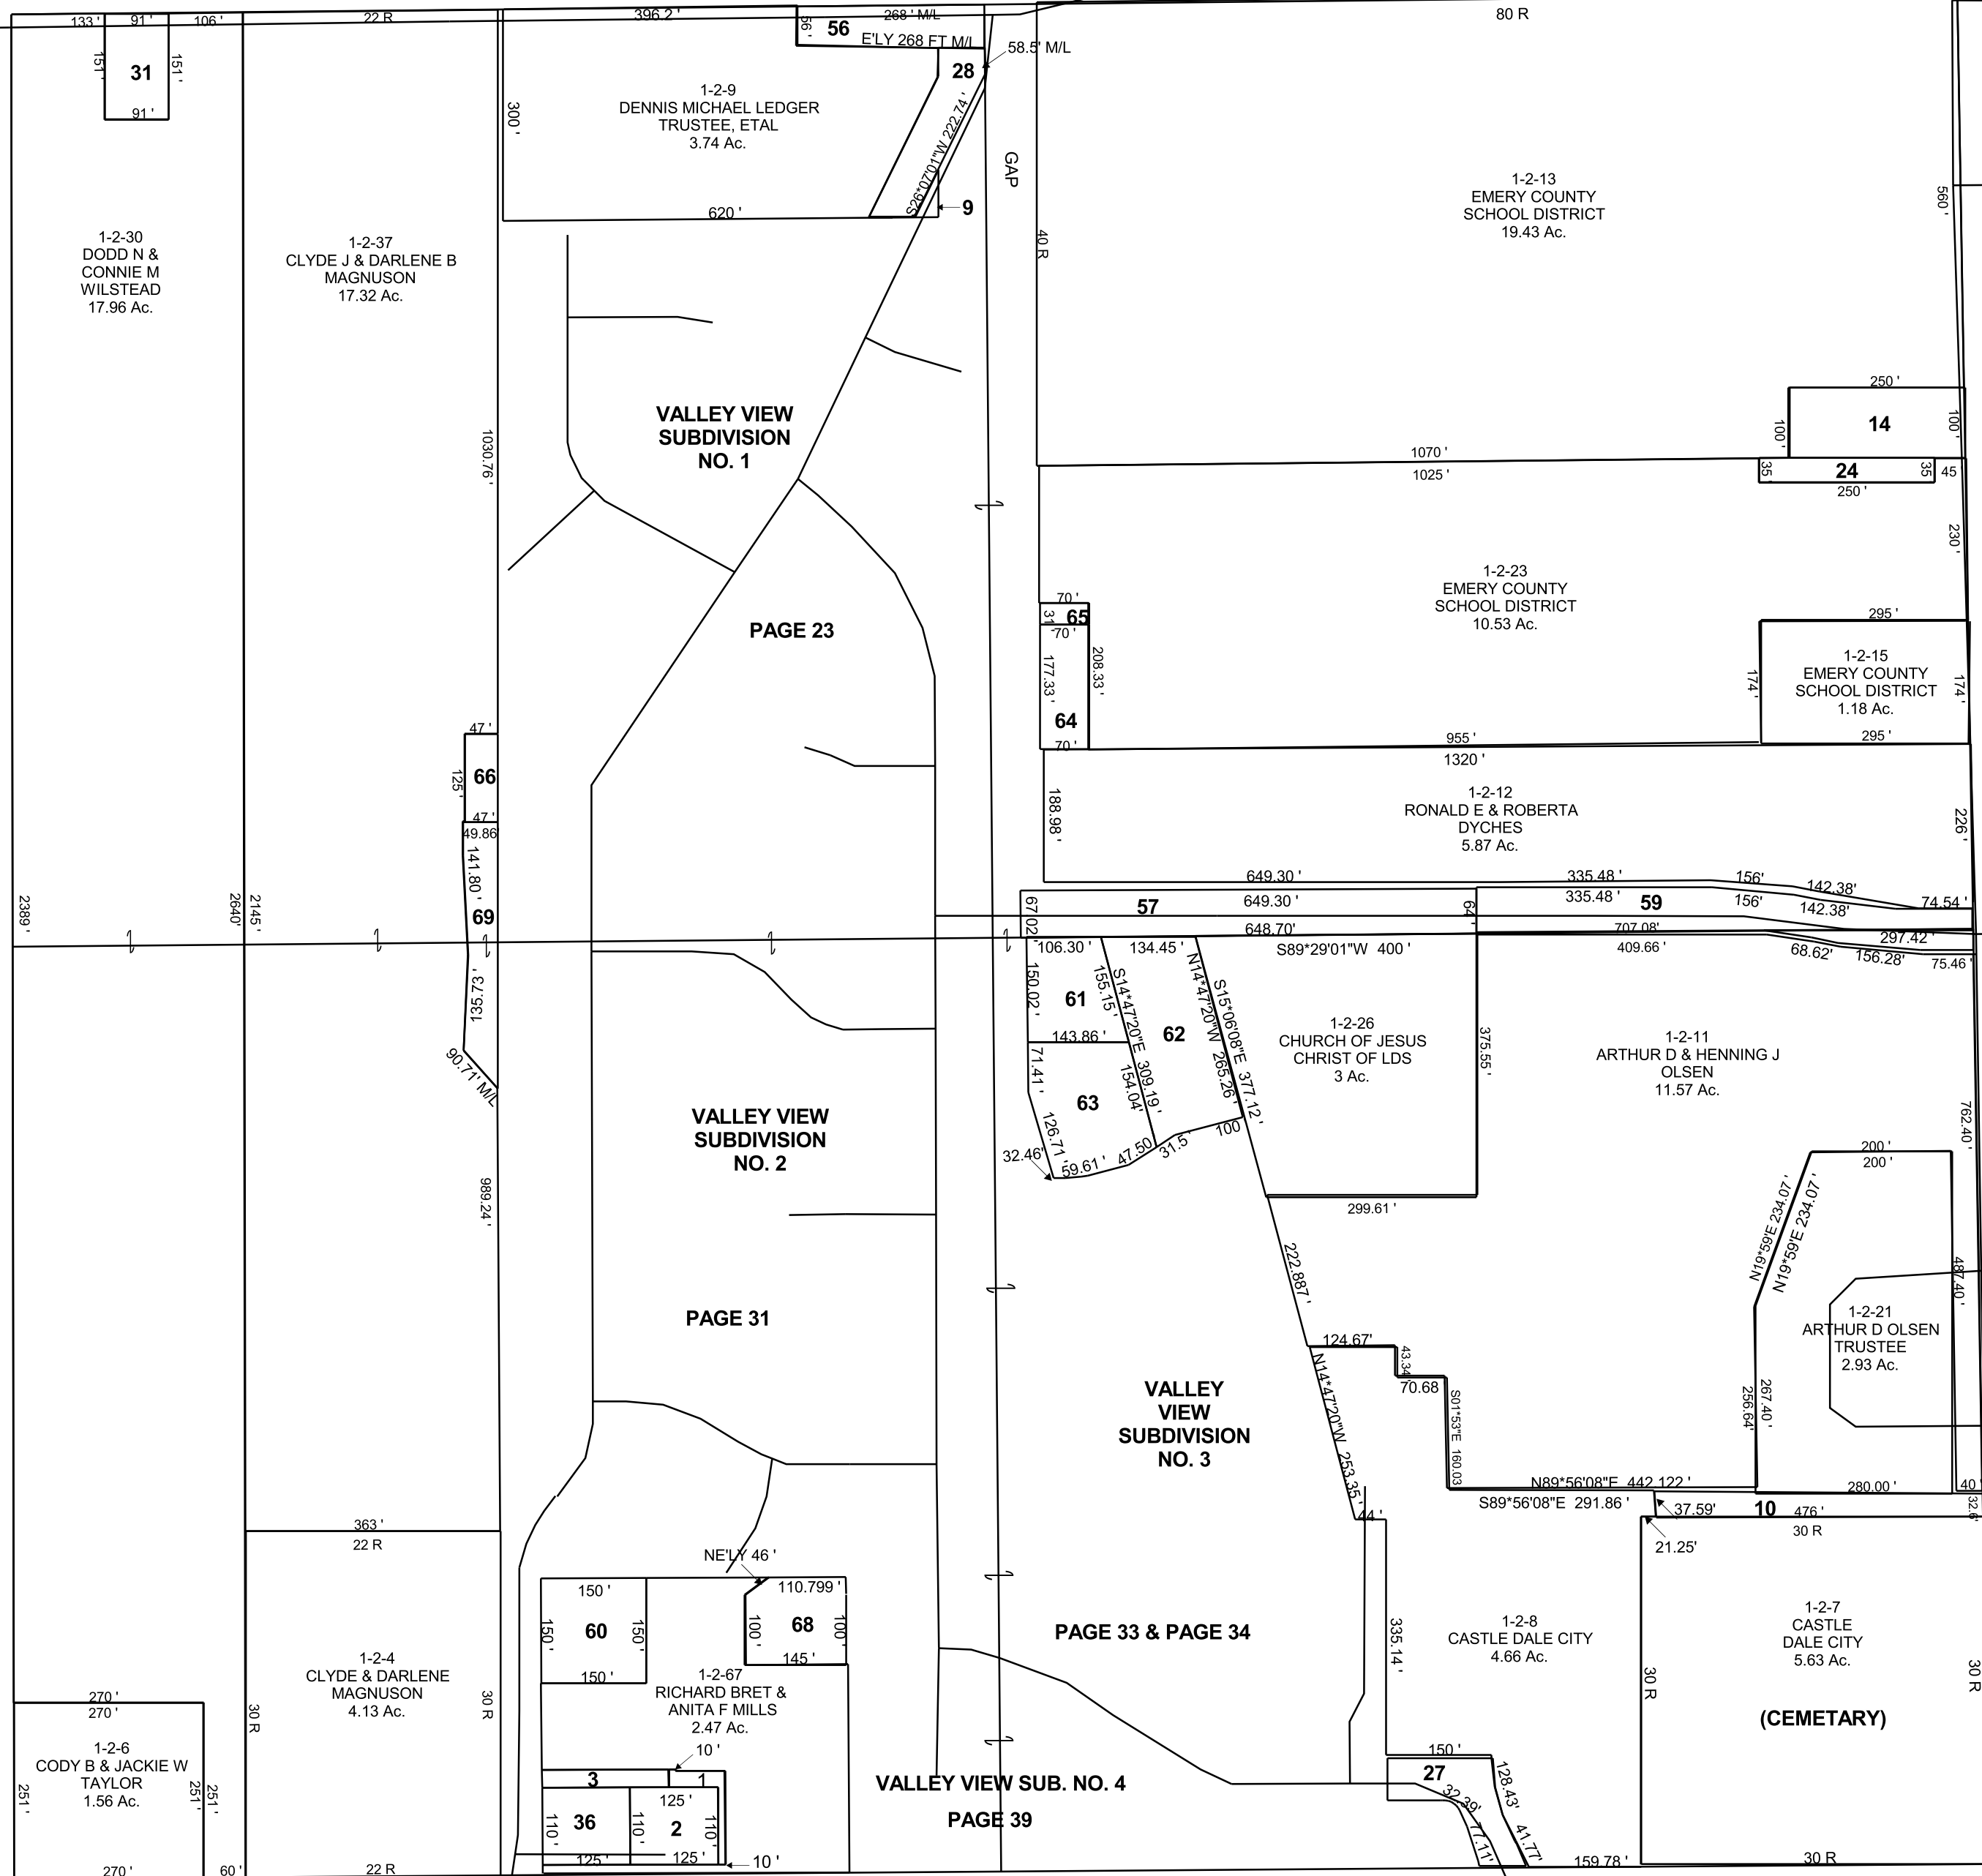 133 '
91 '
106 '
22 R
396.2 '
56 '
56
268 ' M/L
E'LY 268 FT M/L
58.5' M/L
80 R
151 '
31
151 '
91 '
28
1-2-9
DENNIS MICHAEL LEDGER
TRUSTEE, ETAL
3.74 Ac.
300 '
S26*07'01"W 222.74 '
GAP
9
620 '
40 R
1-2-13
EMERY COUNTY
SCHOOL DISTRICT
19.43 Ac.
560 '
1-2-30
DODD N &
CONNIE M
WILSTEAD
17.96 Ac.
1-2-37
CLYDE J & DARLENE B
MAGNUSON
17.32 Ac.
250 '
100 '
14
100 '
VALLEY VIEW
SUBDIVISION
NO. 1
1030.76 '
1070 '
1025 '
35 '
24
35
45
250 '
230 '
1-2-23
EMERY COUNTY
SCHOOL DISTRICT
10.53 Ac.
70 '
31
65
70 '
PAGE 23
295 '
177.33 '
208.33 '
64
70 '
174 '
1-2-15
EMERY COUNTY
SCHOOL DISTRICT
1.18 Ac.
174 '
295 '
47 '
125 '
66
47 '
955 '
1320 '
1-2-12
RONALD E & ROBERTA
DYCHES
5.87 Ac.
188.98 '
226 '
49.86
141.80 '
69
2389 '
2640'
2145 '
649.30 '
335.48 '
156'
142.38'
74.54 '
67.02
649.30 '
57
64 '
335.48 '
59
156'
142.38'
648.70'
707.08'
297.42'
106.30 '
134.45 '
S89*29'01"W 400 '
409.66 '
68.62'
156.28'
75.46 '
135.73 '
90.71' M/L
150.02 '
61
155.15 '
S14*47'20"E 309.19 '
62
N14*47'20"W 265.26 '
S15*06'08"E 377.12 '
1-2-26
CHURCH OF JESUS
CHRIST OF LDS
3 Ac.
375.55 '
1-2-11
ARTHUR D & HENNING J
OLSEN
11.57 Ac.
143.86 '
71.41 '
63
154.04'
126.71 '
32.46'
59.61 '
47.50
31.5 '
100
762.40'
VALLEY VIEW
SUBDIVISION
NO. 2
989.24 '
299.61 '
200 '
200 '
N19*59'E 234.07 '
N19*59'E 234.07 '
222.887 '
487.40 '
1-2-21
ARTHUR D OLSEN
TRUSTEE
2.93 Ac.
PAGE 31
124.67'
43.34
70.68
N14*47'20"W 253.35 '
S01*53"E 160.03
256.64'
267.40 '
VALLEY
VIEW
SUBDIVISION
NO. 3
N89*56'08"E 442.122 '
280.00 '
40 '
S89*56'08"E 291.86 '
37.59'
10
476'
32.6'
30 R
21.25'
44 '
363 '
22 R
NE'LY 46 '
150 '
110.799 '
150 '
60
150 '
100 '
68
100 '
150 '
145 '
PAGE 33 & PAGE 34
335.14 '
1-2-8
CASTLE DALE CITY
4.66 Ac.
1-2-7
CASTLE
DALE CITY
5.63 Ac.
30 R
30 R
(CEMETARY)
1-2-4
CLYDE & DARLENE
MAGNUSON
4.13 Ac.
30 R
30 R
1-2-67
RICHARD BRET &
ANITA F MILLS
2.47 Ac.
270 '
270 '
1-2-6
CODY B & JACKIE W
TAYLOR
1.56 Ac.
251 '
251 '
251 '
10 '
3
1
125 '
110 '
36
110 '
2
110 '
125 '
125 '
10 '
VALLEY VIEW SUB. NO. 4
PAGE 39
150 '
27
128.43'
32.39'
77.11'
41.77'
159.78 '
30 R
270 '
60 '
22 R